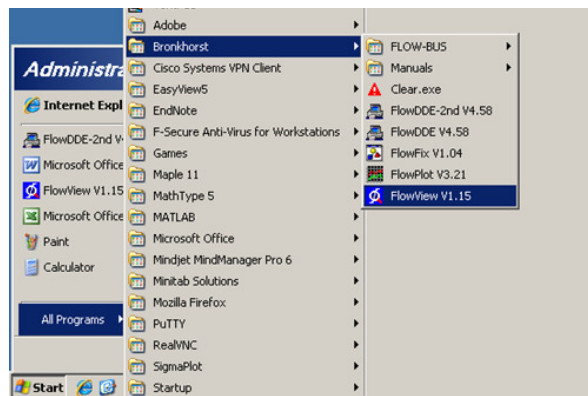 Administra
Internet Expl
FlowDDE-2nd V
Microsoft Office
FlowView V1.15
Microsoft Office
Paint
Calculator
All Programs
Start
Adobe
Bronkhorst
Cisco Systems VPN Client
EasyView5
EndNote
F-Secure Anti-Virus for Workstations
Games
Maple 11
MathType 5
MATLAB
Microsoft Office
Mindjet MindManager Pro 6
Minitab Solutions
Mozilla Firefox
PuTTY
RealVNC
SigmaPlot
Startup
FLOW-BUS
Manuals
Clear.exe
FlowDDE-2nd V4.58
FlowDDE V4.58
FlowFix V1.04
FlowPlot V3.21
FlowView V1.15